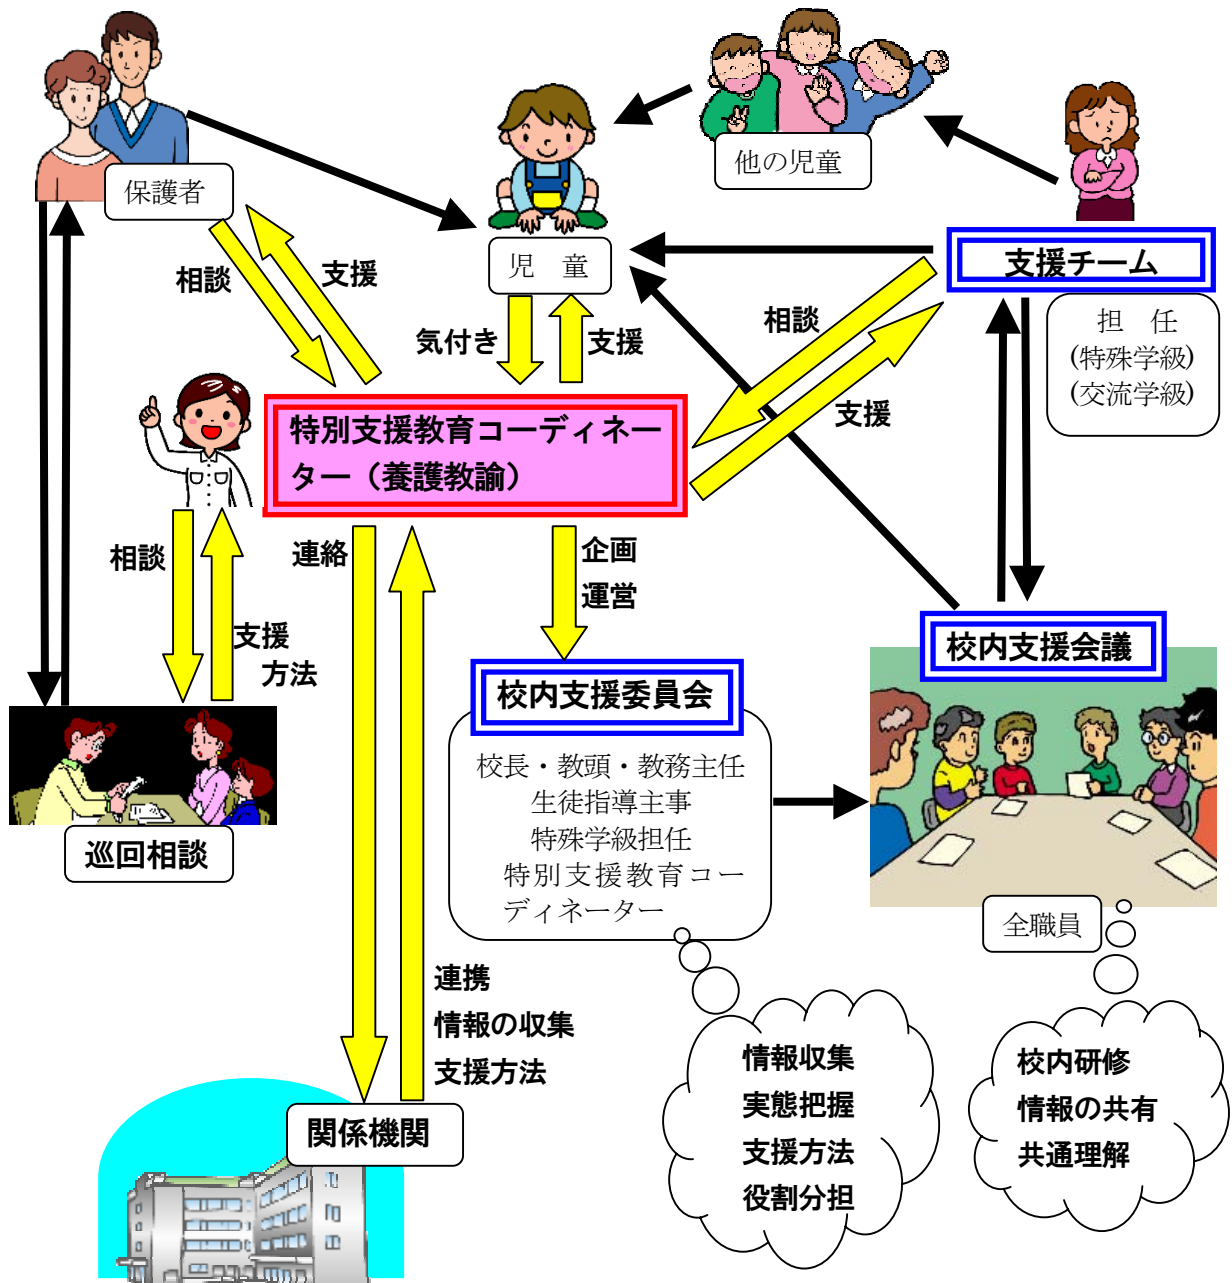 他の児童
保護者
児　童
支援チーム
相談
支援
気付き
支援
相談
支援
担　任
(特殊学級)
(交流学級)
特別支援教育コーディネー
ター（養護教諭）
相談
支援
方法
連絡
企画
運営
校内支援会議
校内支援委員会
校長・教頭・教務主任
生徒指導主事
特殊学級担任
特別支援教育コー
ディネーター
巡回相談
全職員
連携
情報の収集
支援方法
関係機関
情報収集
実態把握
支援方法
役割分担
校内研修
情報の共有
共通理解